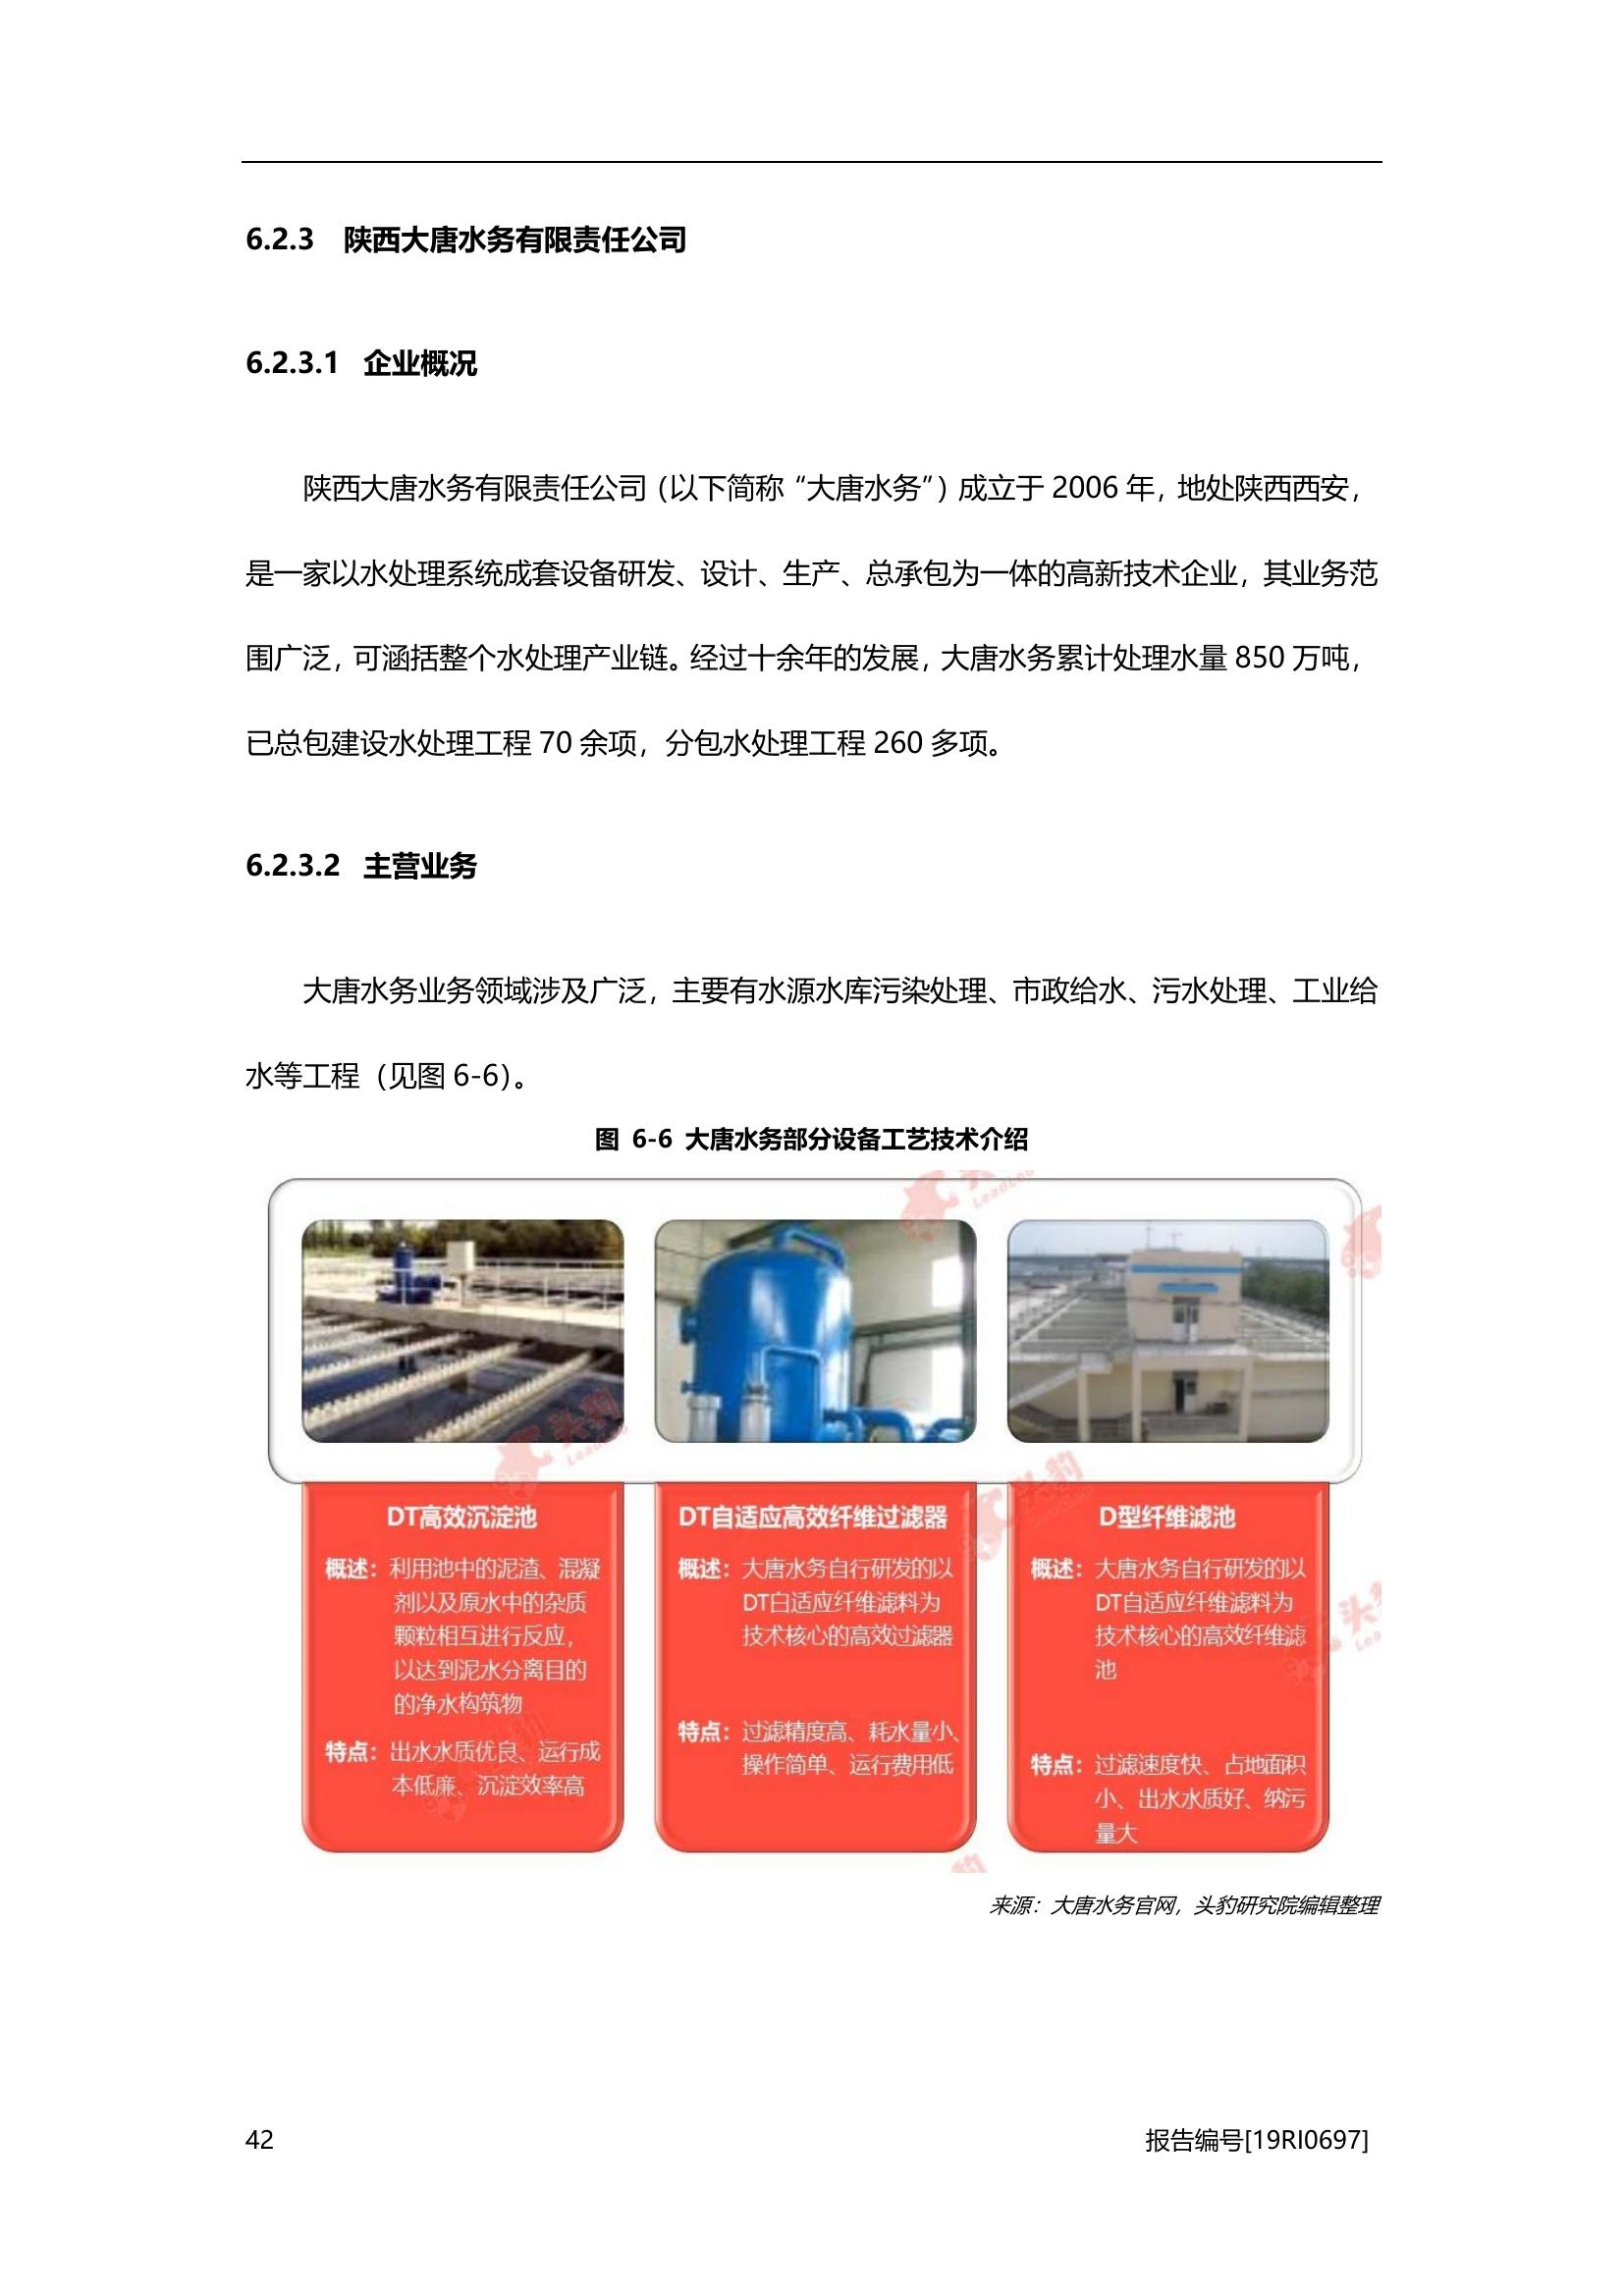 6.2.3 陕西大唐水务有限责任公司
6.2.3.1 企业概况
陕西大唐水务有限责任公司（以下简称“大唐水务”）成立于 2006 年，地处陕西西安，
是一家以水处理系统成套设备研发、设计、生产、总承包为一体的高新技术企业，其业务范
围广泛，可涵括整个水处理产业链。经过十余年的发展，大唐水务累计处理水量 850 万吨，
已总包建设水处理工程 70 余项，分包水处理工程 260 多项。
6.2.3.2 主营业务
大唐水务业务领域涉及广泛，主要有水源水库污染处理、市政给水、污水处理、工业给
水等工程（见图 6-6）。
图 6-6 大唐水务部分设备工艺技术介绍
DT高效沉淀池
概述：利用池中的泥渣、混凝
剂以及原水中的杂质
颗粒相互进行反应，
以达到泥水分离目的
的净水构筑物
特点：出水水质优良、运行成
本低廉、沉淀效率高
DT自适应高效纤维过滤器
概述：大唐水务自行研发的以
DT白适应纤维滤料为
技术核心的高效过滤器
特点：过滤精度高、耗水量小、
操作简单、运行费用低
D型纤维滤池
概述：大唐水务自行研发的以
DT自适应纤维滤料为
技术核心的高效纤维滤
池
特点：过滤速度快、占地面积
小、出水水质好、纳污
量大
头豹
LeadLeo
来源：大唐水务官网，头豹研究院编辑整理
42
报告编号[19RI0697]